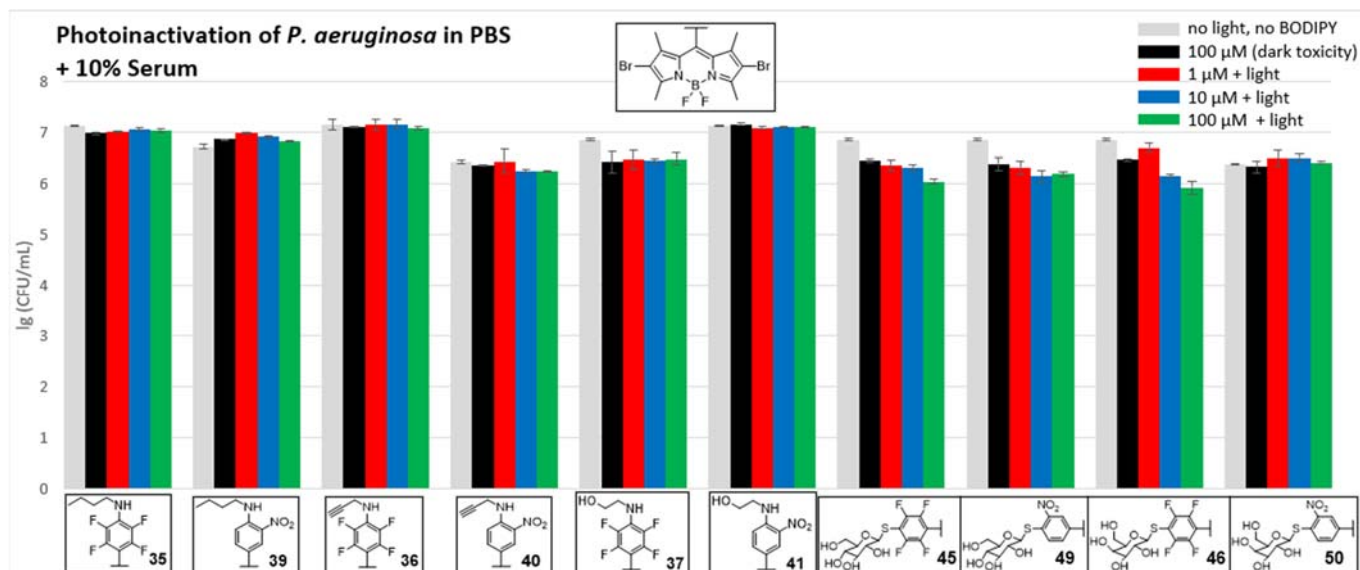 Photoinactivation of P. aeruginosa in PBS
+ 10% Serum
Br
N
N
Br
B
F
F
no light, no BODIPY
100 µM (dark toxicity)
1 µM + light
10 µM + light
100 µM + light
lg (CFU/mL)
8
7
6
5
4
3
2
1
0
NH
F
F
F
F
35
NH
NO2
39
NH
F
F
F
F
36
NH
NO2
40
HO
NH
F
F
F
F
37
HO
NH
NO2
41
F
F
S
HO
O
OH
F
F
HO
OH
45
NO2
S
HO
O
OH
HO
OH
49
F
F
HO
OH
S
O
OH
F
F
HO
OH
46
NO2
HO
OH
S
O
OH
HO
OH
50